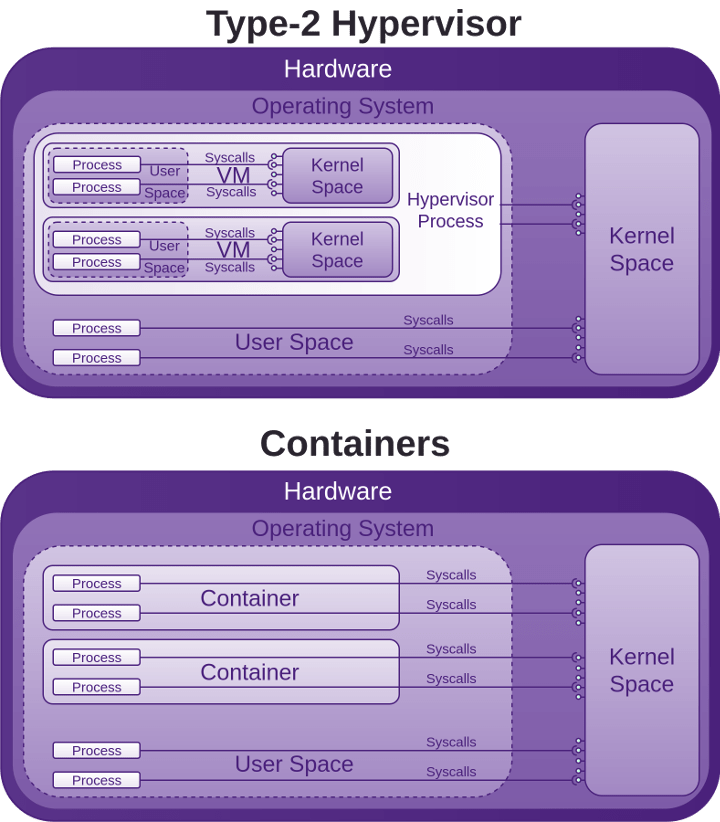 Type-2 Hypervisor
Hardware
Operating System
Process
Process
User
Space
Syscalls
VM
Syscalls
Kernel
Space
Process
Process
User
Space
Syscalls
VM
Syscalls
Kernel
Space
Hypervisor
Process
Process
Syscalls
User Space
Process
Syscalls
Kernel
Space
Containers
Hardware
Operating System
Process
Syscalls
Container
Process
Syscalls
Process
Syscalls
Container
Process
Syscalls
Process
Syscalls
User Space
Process
Syscalls
Kernel
Space